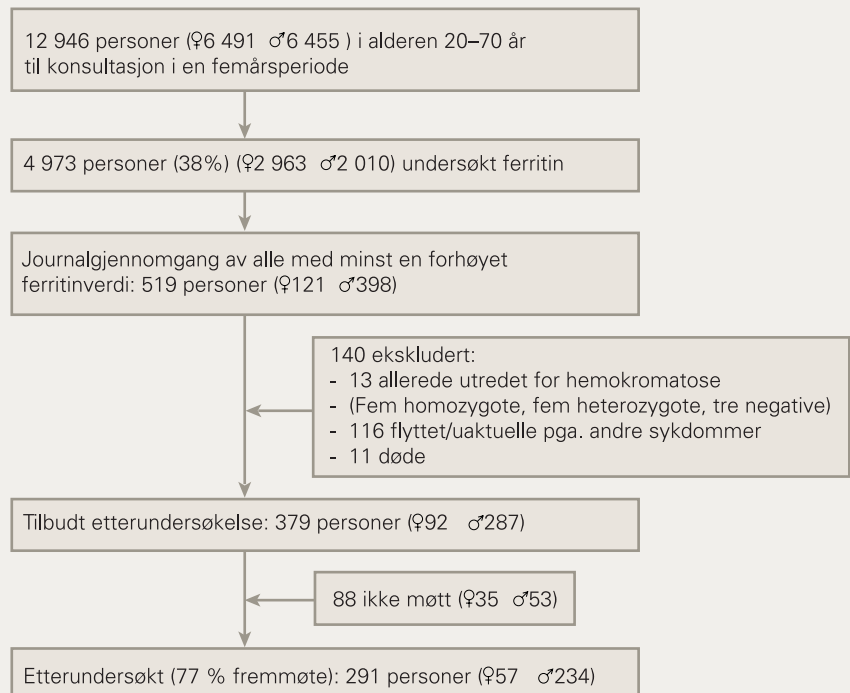 12 946 personer (♀6 491 ♂6 455 ) i alderen 20–70 år
til konsultasjon i en femårsperiode
4 973 personer (38%) (♀2 963 ♂2 010) undersøkt ferritin
Journalgjennomgang av alle med minst en forhøyet
ferritinverdi: 519 personer (♀121 ♂398)
140 ekskludert:
- 13 allerede utredet for hemokromatose
- (Fem homozygote, fem heterozygote, tre negative)
- 116 flyttet/uaktuelle pga. andre sykdommer
- 11 døde
Tilbudt etterundersøkelse: 379 personer (♀92 ♂287)
88 ikke møtt (♀35 ♂53)
Etterundersøkt (77 % fremmøte): 291 personer (♀57 ♂234)